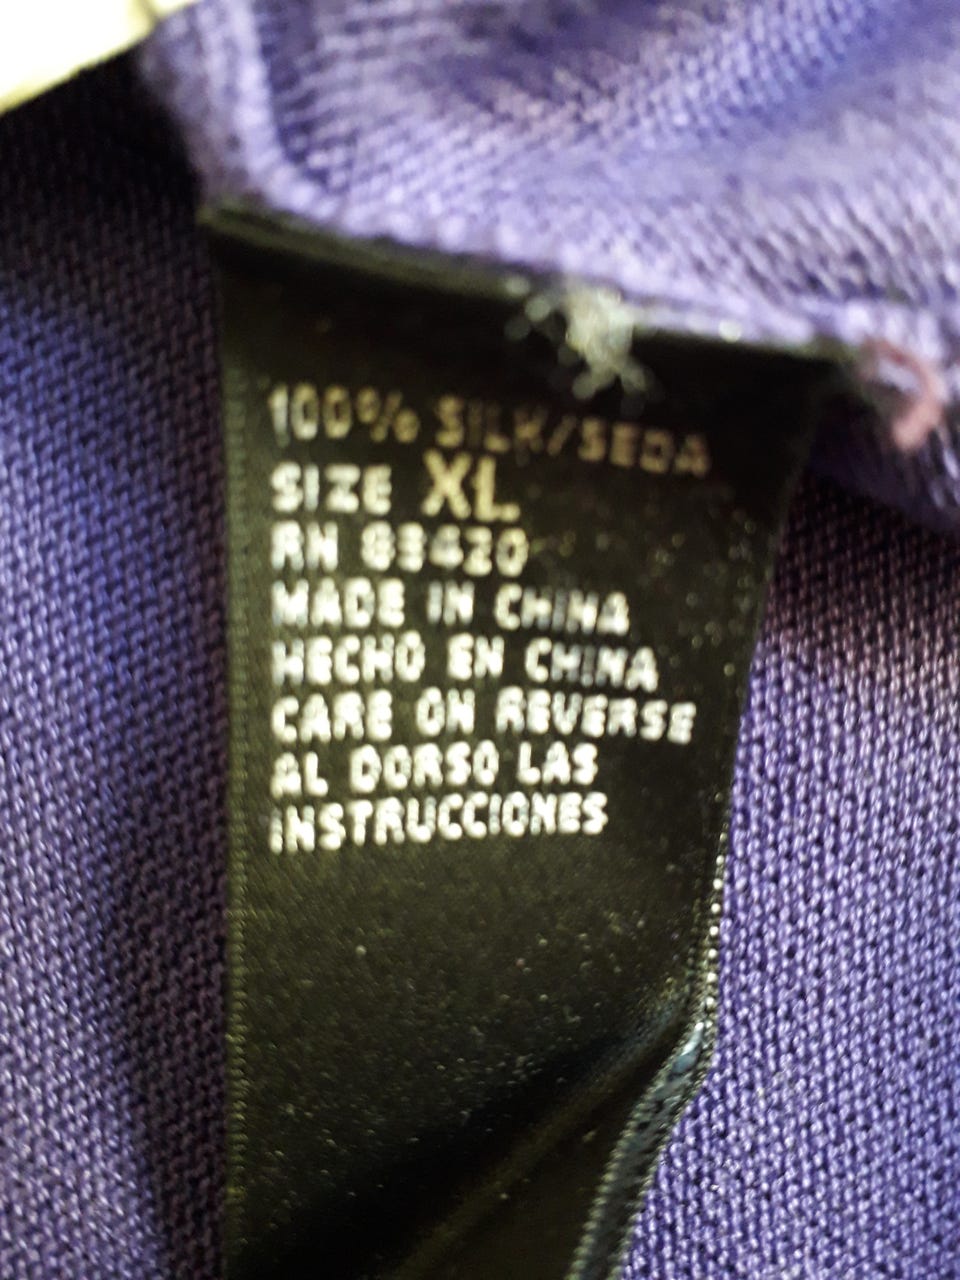 100% SILK/SEDA
SIZE XL
RN 83420
MADE IN CHINA
HECHO EN CHINA
CARE ON REVERSE
AL DORSO LAS
INSTRUCCIONES